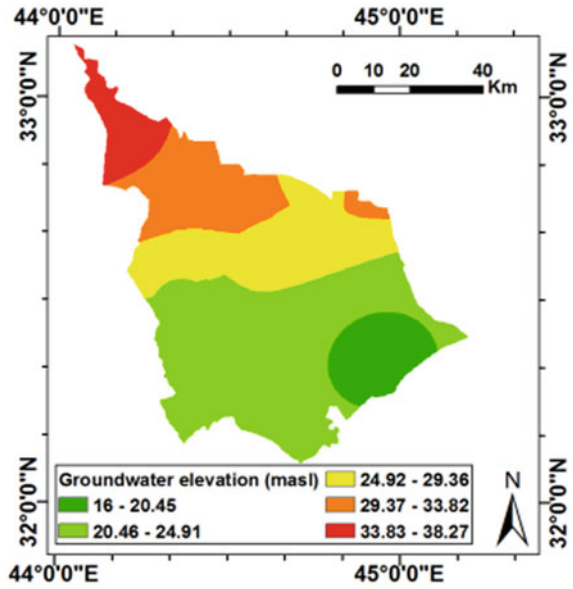 44°0'0"E 45°0'0"E
33°0'0"N
33°0'0"N
0 10 20 40
Km
Groundwater elevation (masl)
16 - 20.45
20.46 - 24.91
24.92 - 29.36
29.37 - 33.82
33.83 - 38.27
N
32°0'0"N
32°0'0"N
44°0'0"E 45°0'0"E